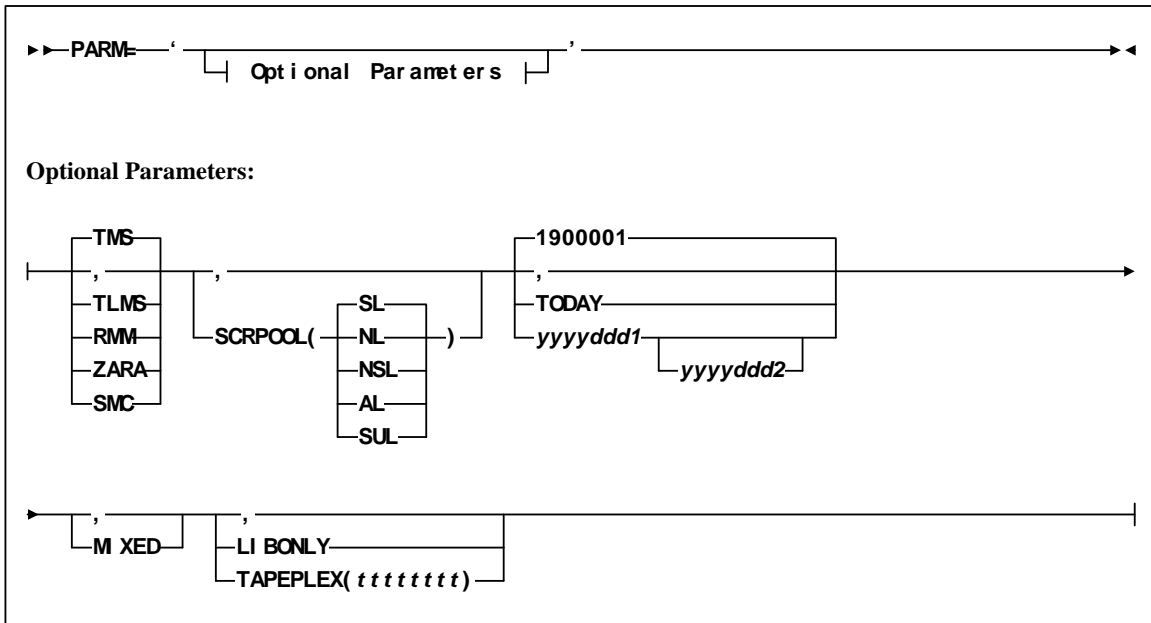 PARM= ‘ ’
Optional Parameters
Optional Parameters:
TMS
,
TLMS
RMM
ZARA
SMC
,
SCRPOOL( SL )
NL
NSL
AL
SUL
1900001
,
TODAY
yyyyddd1
yyyyddd2
,
MIXED
,
LIBONLY
TAPEPLEX(tttttttt)